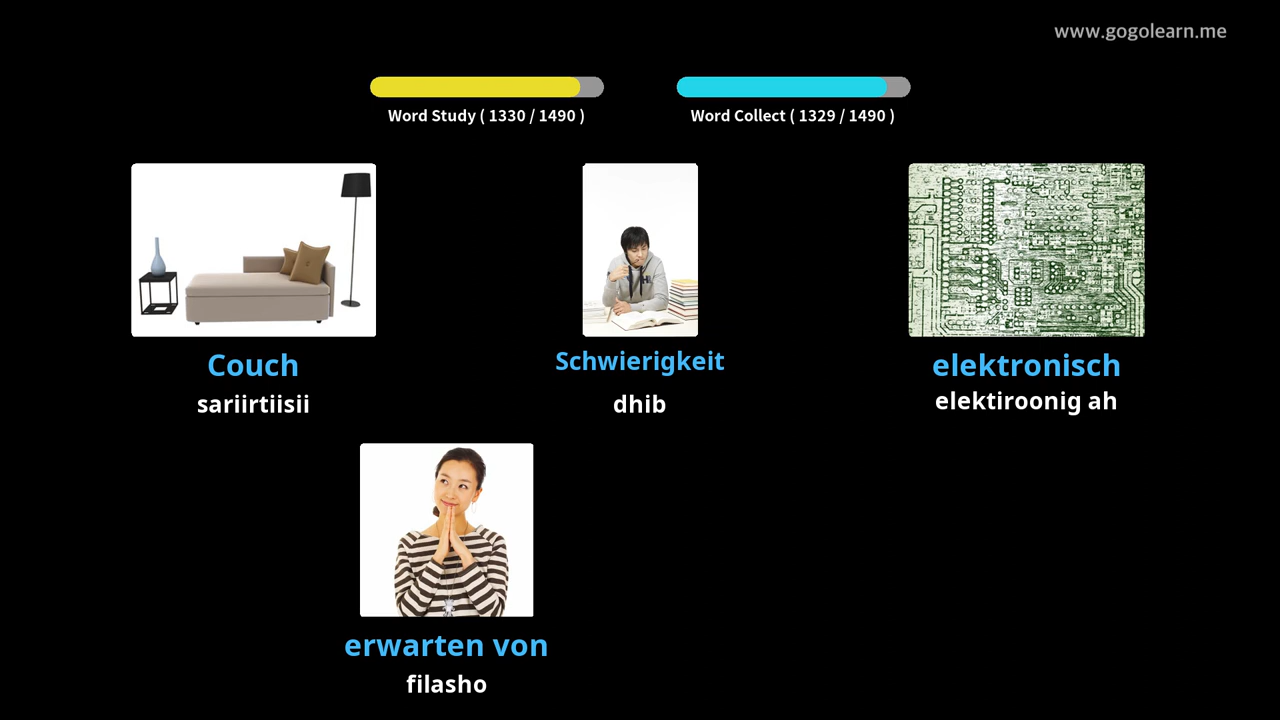 www.gogolearn.me
Word Study ( 1330 / 1490 )
Word Collect ( 1329 / 1490 )
Couch
sariirtiisii
Schwierigkeit
dhib
elektronisch
elektiroonig ah
erwarten von
filasho